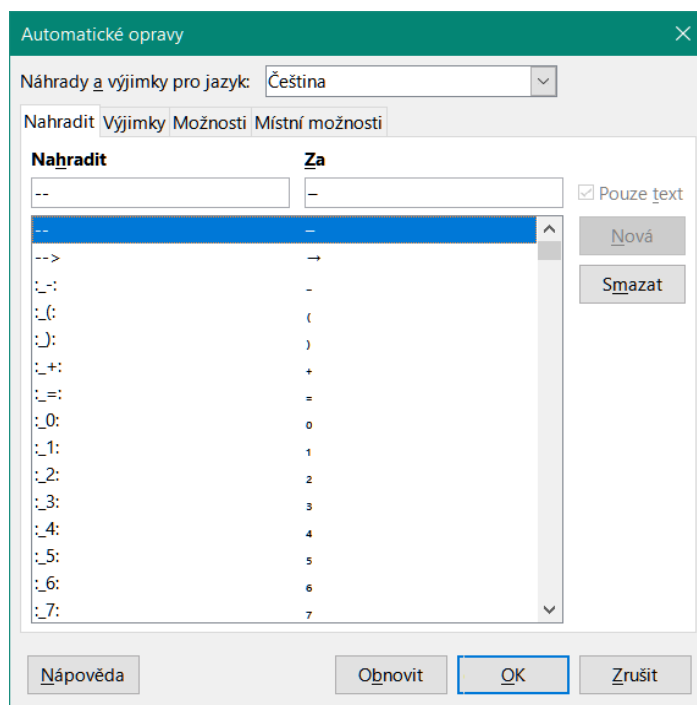 Automatické opravy
Náhrady a výjimky pro jazyk: Čeština
Nahradit Výjimky Možnosti Místní možnosti
Nahradit Za
-- – Pouze text
-- – Nová
--> →
:_-: ₋ Smazat
:_(: ₍
:_): ₎
:_+: ₊
:_=: ₌
:_0: ₀
:_1: ₁
:_2: ₂
:_3: ₃
:_4: ₄
:_5: ₅
:_6: ₆
:_7: ₇
Nápověda Obnovit OK Zrušit